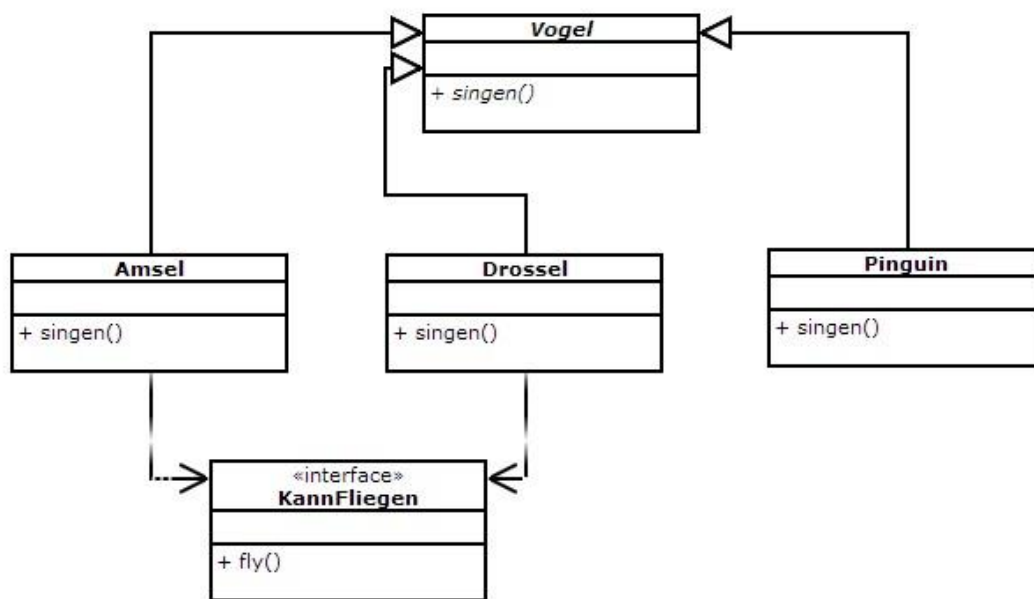 Vogel
+ singen()
Amsel
+ singen()
Drossel
+ singen()
Pinguin
+ singen()
«interface»
KannFliegen
+ fly()